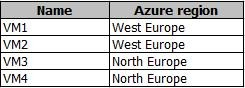 Name Azure region
VM1 West Europe
VM2 West Europe
VM3 North Europe
VM4 North Europe